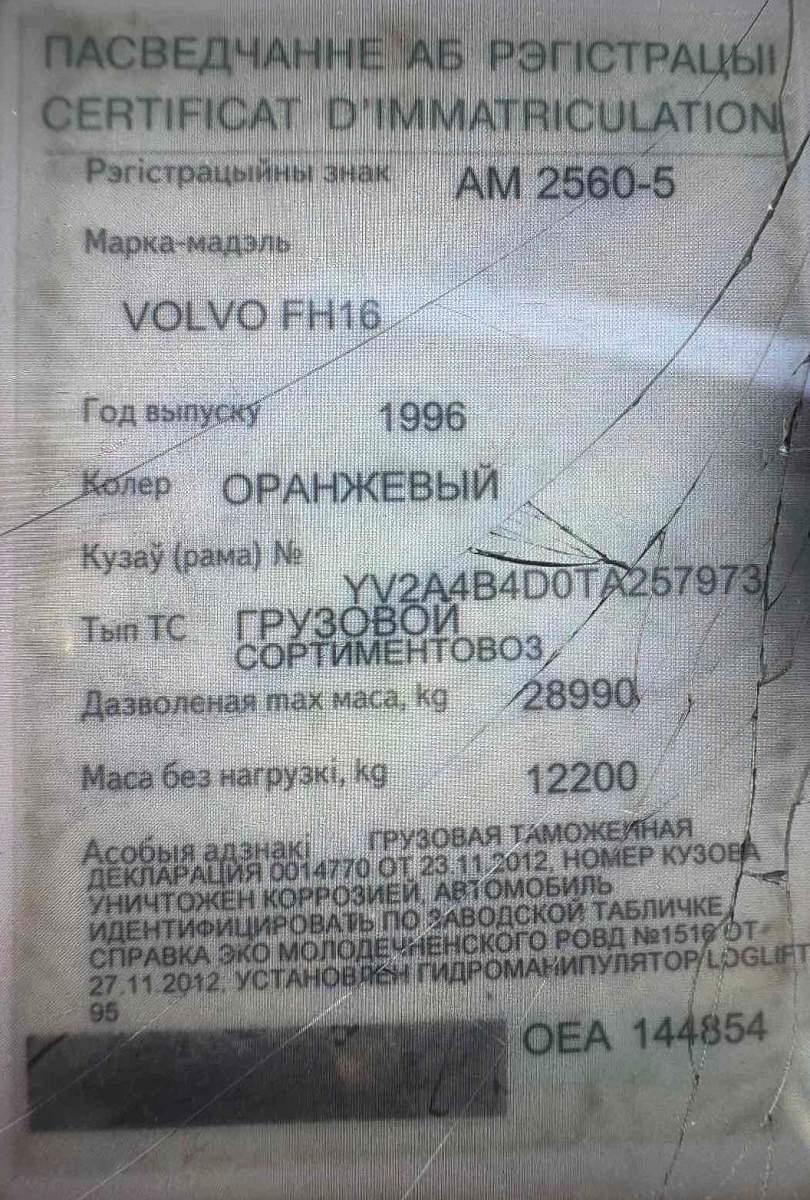 ПАСВЕДЧАННЕ АБ РЭГІСТРАЦЫІ
CERTIFICAT D'IMMATRICULATION
Рэгістрацыйны знак АМ 2560-5
Марка-мадэль
VOLVO FH16
Год выпуску 1996
Колер ОРАНЖЕВЫЙ
Кузаў (рама) №
YV2A4B4D0TA257973
Тып ТС ГРУЗОВОЙ
СОРТИМЕНТОВОЗ
Дазволеная max маса, kg 28990
Маса без нагрузкі, kg 12200
Асобыя адзнакі ГРУЗОВАЯ ТАМОЖЕННАЯ
ДЕКЛАРАЦИЯ 0014770 ОТ 23.11.2012, НОМЕР КУЗОВА
УНИЧТОЖЕН КОРРОЗИЕЙ, АВТОМОБИЛЬ
ИДЕНТИФИЦИРОВАТЬ ПО ЗАВОДСКОЙ ТАБЛИЧКЕ,
СПРАВКА ЭКО МОЛОДЕЧНЕНСКОГО РОВД №1516 ОТ
27.11.2012, УСТАНОВЛЕН ГИДРОМАНИПУЛЯТОР LOGLIFT
95
ОЕА 144854